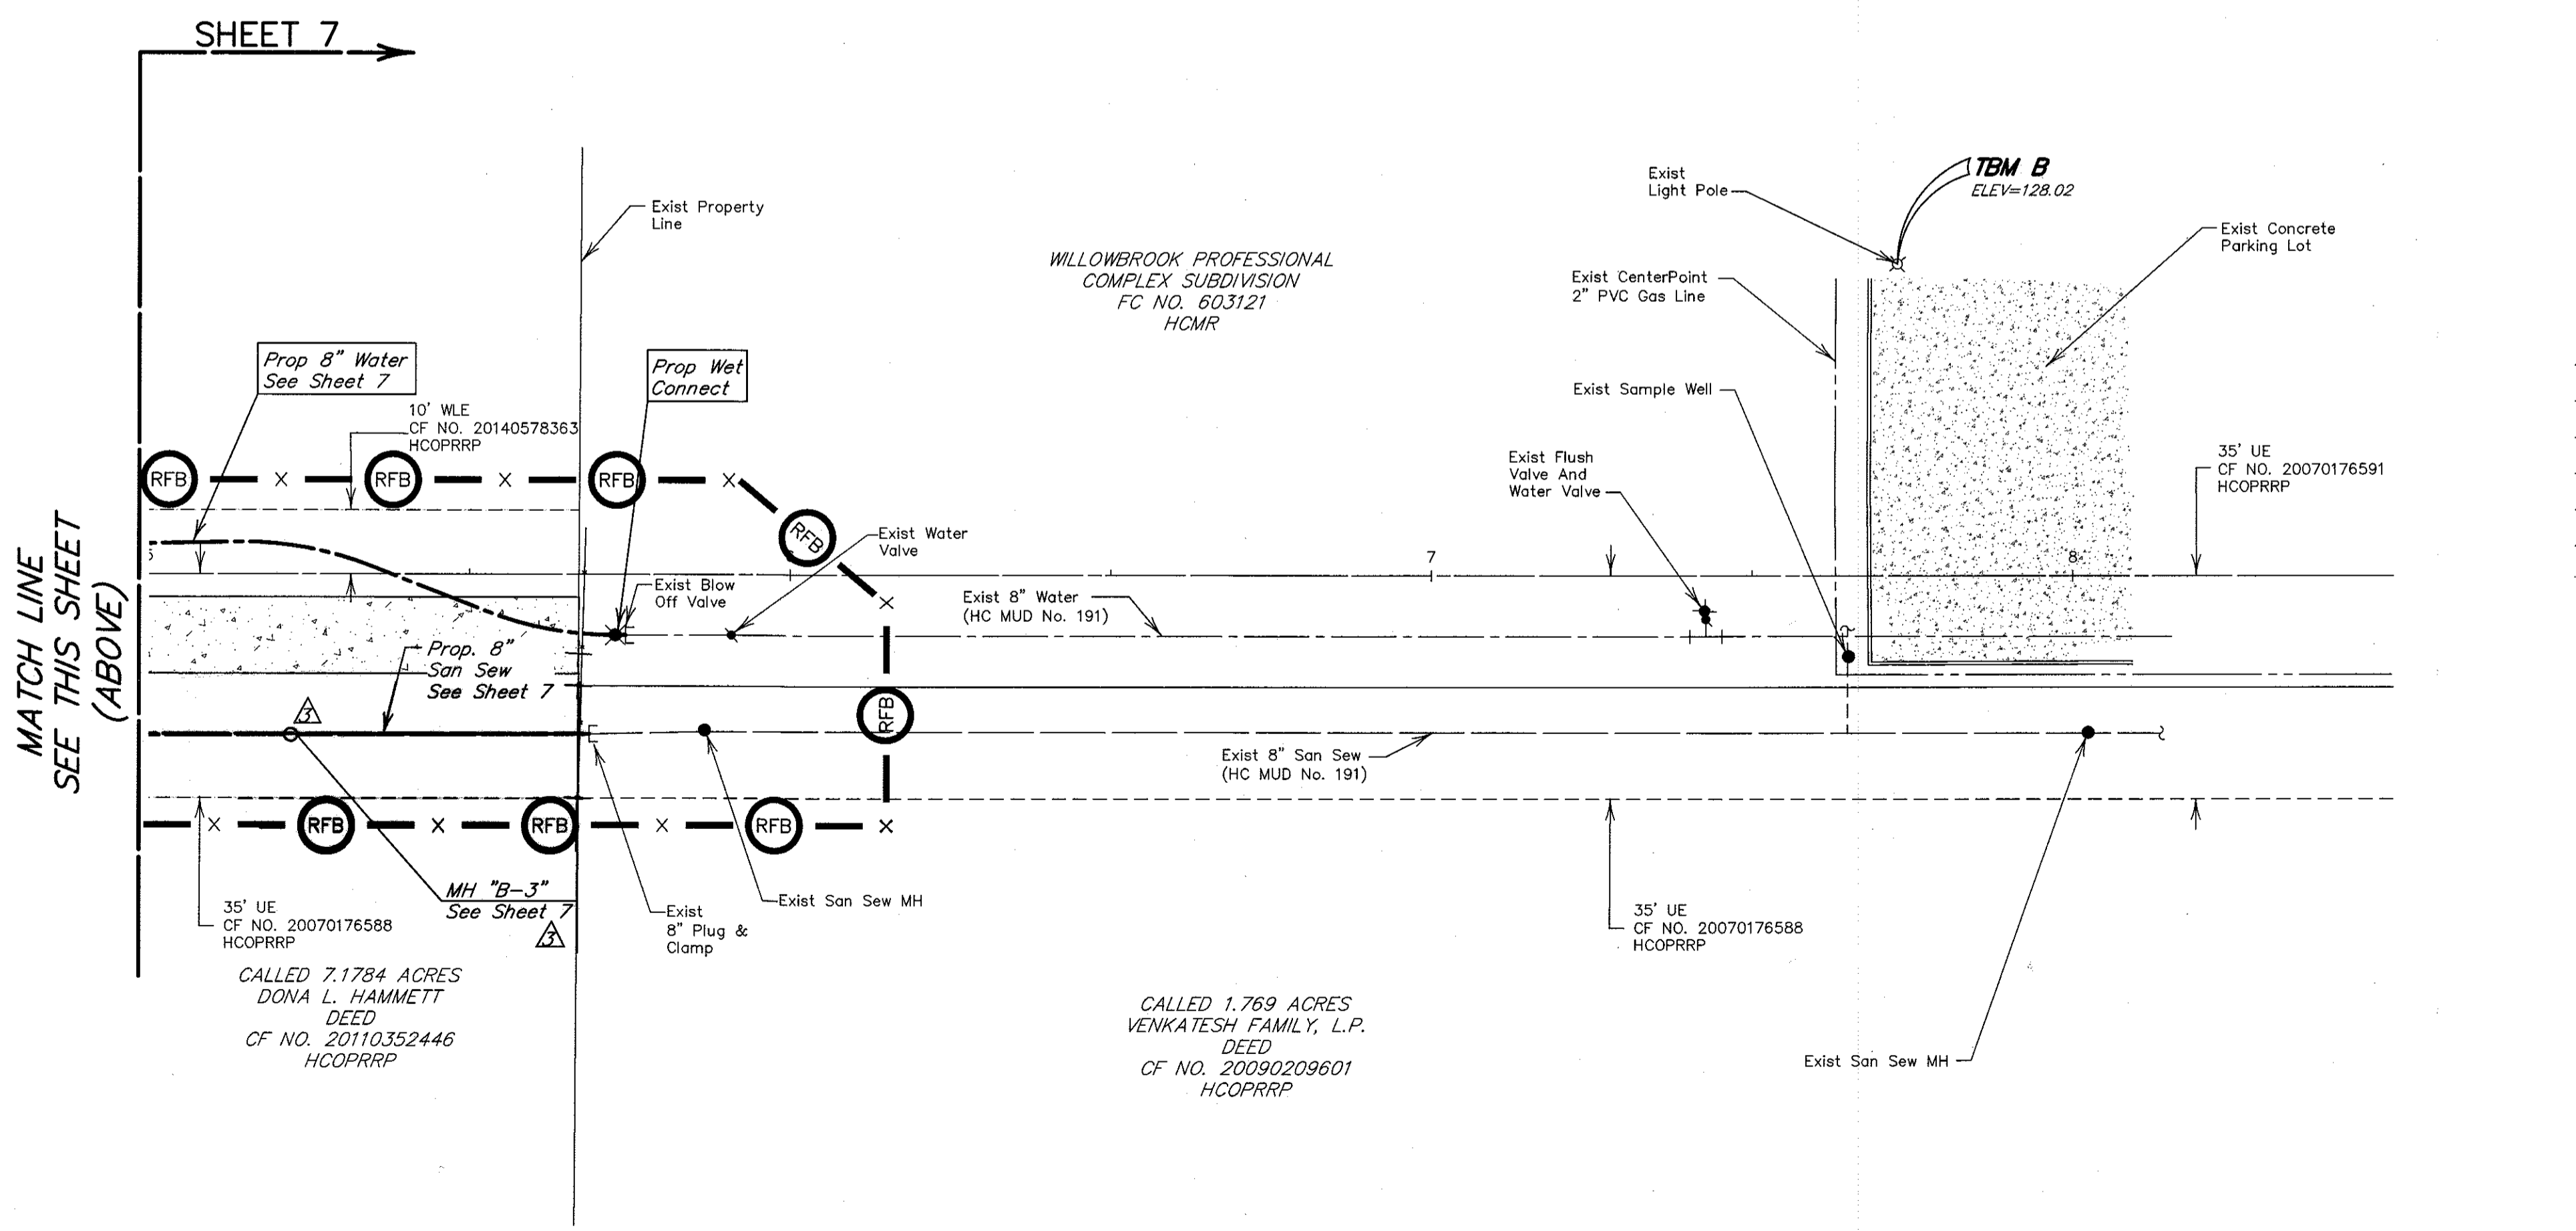 SHEET 7
MATCH LINE
SEE THIS SHEET
(ABOVE)
Exist Property
Line
WILLOWBROOK PROFESSIONAL
COMPLEX SUBDIVISION
FC NO. 603121
HCMR
Exist
Light Pole
TBM B
ELEV=128.02
Exist Concrete
Parking Lot
Exist CenterPoint
2" PVC Gas Line
Exist Sample Well
Exist Flush
Valve And
Water Valve
35' UE
CF NO. 20070176591
HCOPRRP
Prop 8" Water
See Sheet 7
Prop Wet
Connect
10' WLE
CF NO. 20140578363
HCOPRRP
RFB
X
RFB
X
RFB
X
RFB
X
Exist Water
Valve
Exist Blow
Off Valve
Exist 8" Water
(HC MUD No. 191)
7
8
Prop. 8"
San Sew
See Sheet 7
3
RFB
Exist 8" San Sew
(HC MUD No. 191)
X
RFB
X
RFB
X
RFB
X
MH "B-3"
See Sheet 7
3
Exist San Sew MH
Exist
8" Plug &
Clamp
35' UE
CF NO. 20070176588
HCOPRRP
35' UE
CF NO. 20070176588
HCOPRRP
CALLED 7.1784 ACRES
DONA L. HAMMETT
DEED
CF NO. 20110352446
HCOPRRP
CALLED 1.769 ACRES
VENKATESH FAMILY, L.P.
DEED
CF NO. 20090209601
HCOPRRP
Exist San Sew MH